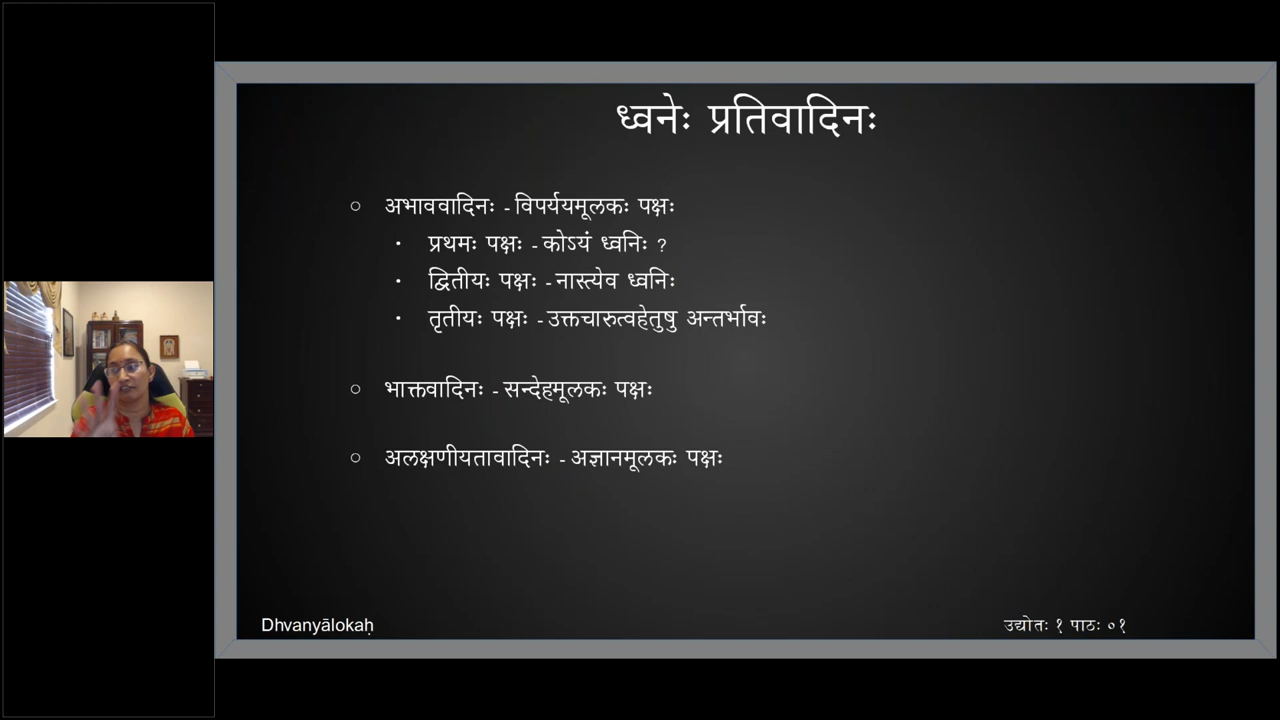 ध्वनेः प्रतिवादिनः
○ अभाववादिनः - विपर्ययमूलकः पक्षः
• प्रथमः पक्षः - कोऽयं ध्वनिः ?
• द्वितीयः पक्षः - नास्त्येव ध्वनिः
• तृतीयः पक्षः - उक्तचारुत्वहेतुषु अन्तर्भावः
○ भाक्तवादिनः - सन्देहमूलकः पक्षः
○ अलक्षणीयतावादिनः - अज्ञानमूलकः पक्षः
Dhvanyālokaḥ
उद्योतः १ पाठः ०१